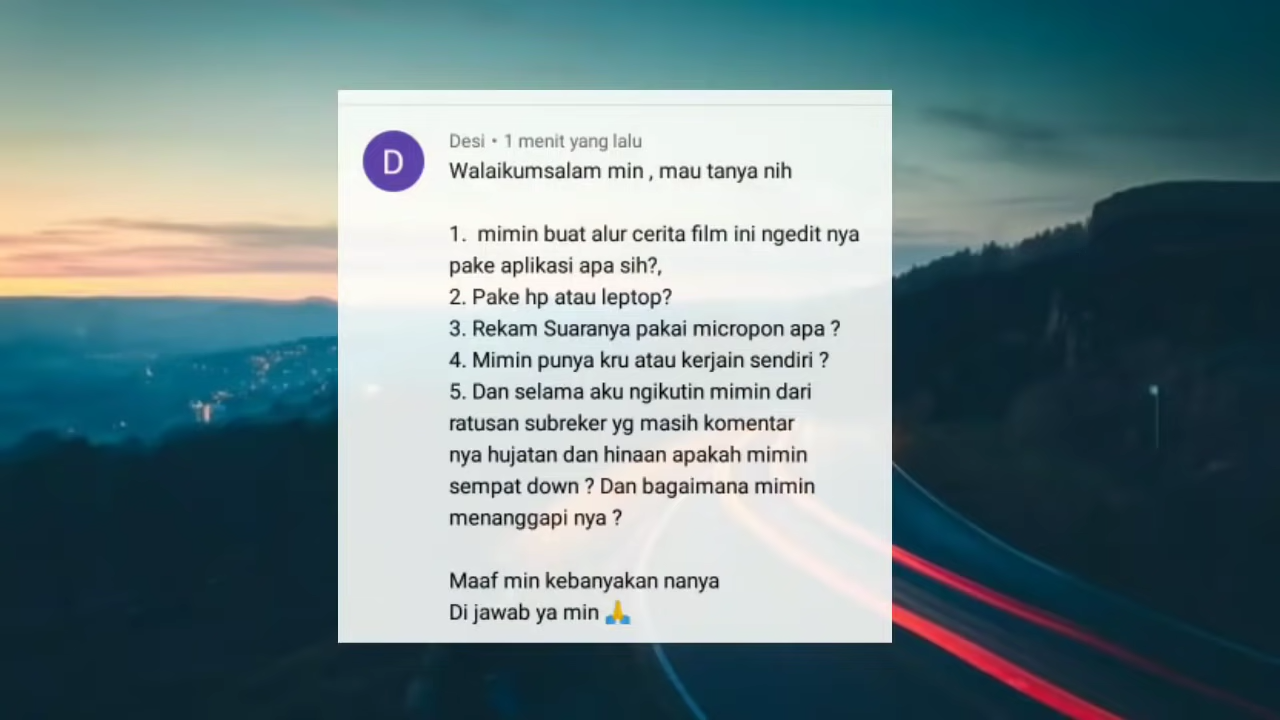 D
Desi • 1 menit yang lalu
Walaikumsalam min , mau tanya nih
1. mimin buat alur cerita film ini ngedit nya
pake aplikasi apa sih?,
2. Pake hp atau leptop?
3. Rekam Suaranya pakai micropon apa ?
4. Mimin punya kru atau kerjain sendiri ?
5. Dan selama aku ngikutin mimin dari
ratusan subreker yg masih komentar
nya hujatan dan hinaan apakah mimin
sempat down ? Dan bagaimana mimin
menanggapi nya ?
Maaf min kebanyakan nanya
Di jawab ya min 🙏